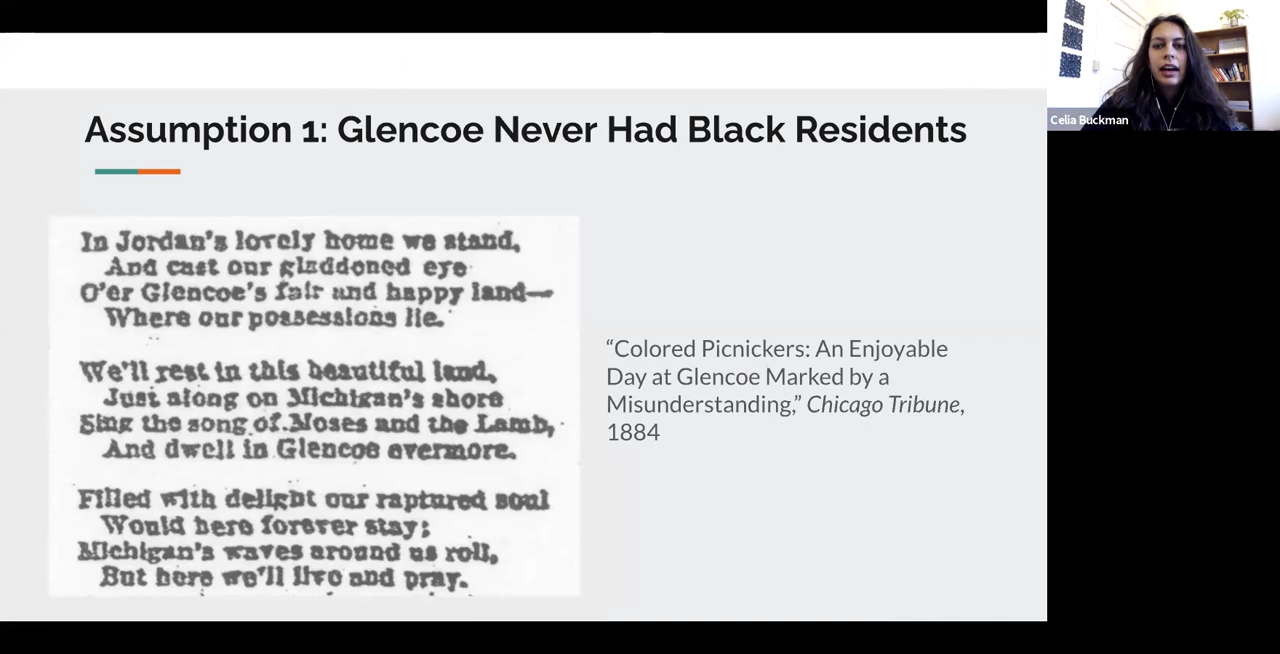 Assumption 1: Glencoe Never Had Black Residents
In Jordan's lovely home we stand,
And cast our gladdened eye
O'er Glencoe's fair and happy land—
Where our possessions lie.
We'll rest in this beautiful land,
Just along on Michigan's shore
Sing the song of Moses and the Lamb,
And dwell in Glencoe evermore.
Filled with delight our raptured soul
Would here forever stay;
Michigan's waves around us roll,
But here we'll live and pray.
“Colored Picnickers: An Enjoyable
Day at Glencoe Marked by a
Misunderstanding,” Chicago Tribune,
1884
Celia Buckman